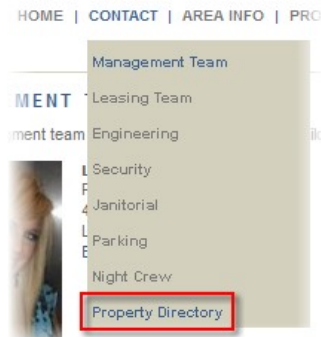 HOME | CONTACT | AREA INFO |
Management Team
MENT
Leasing Team
ment team
Engineering
Security
Janitorial
Parking
Night Crew
Property Directory